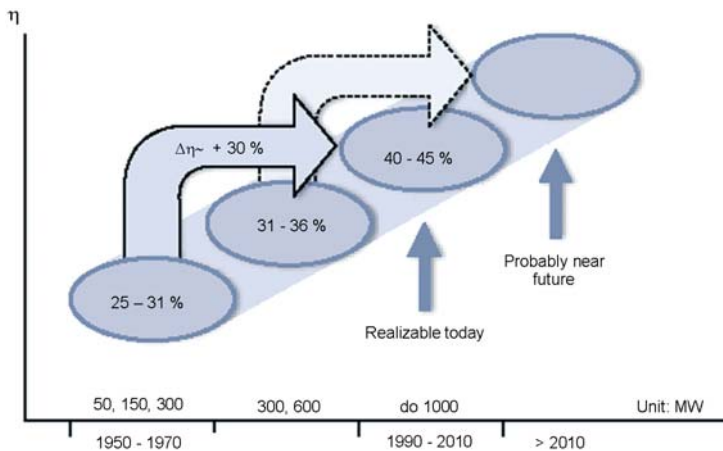 η
Δη~ + 30 %
40 - 45 %
31 - 36 %
25 – 31 %
Probably near
future
Realizable today
50, 150, 300
300, 600
do 1000
Unit: MW
1950 - 1970
1990 - 2010
> 2010